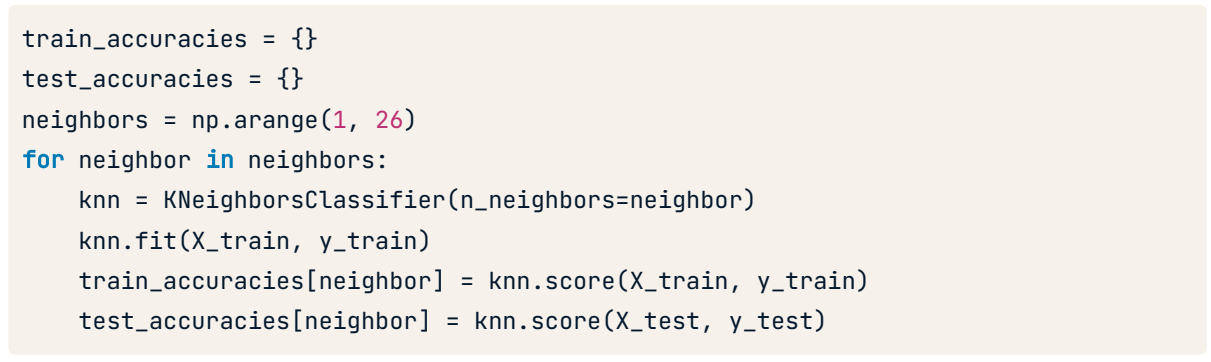 train_accuracies = {}
test_accuracies = {}
neighbors = np.arange(1, 26)
for neighbor in neighbors:
    knn = KNeighborsClassifier(n_neighbors=neighbor)
    knn.fit(X_train, y_train)
    train_accuracies[neighbor] = knn.score(X_train, y_train)
    test_accuracies[neighbor] = knn.score(X_test, y_test)